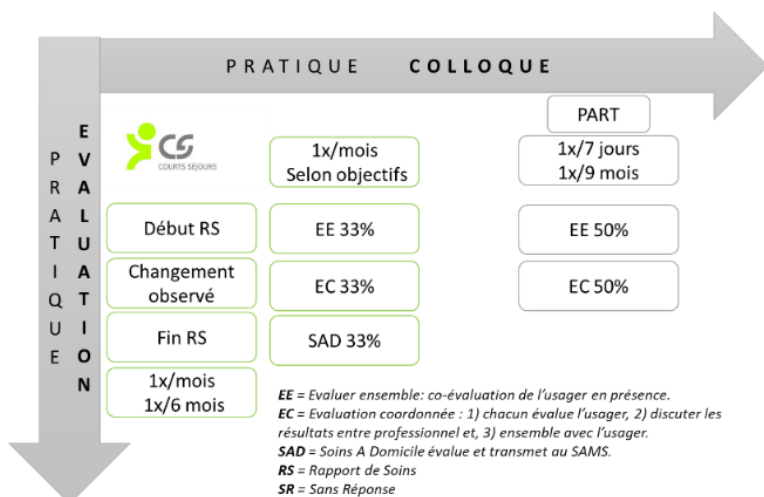 PRATIQUE COLLOQUE
PRATIQUE
EVALUATION
CS
COURTS SÉJOURS
1x/mois
Selon objectifs
PART
1x/7 jours
1x/9 mois
Début RS
EE 33%
EE 50%
Changement
observé
EC 33%
EC 50%
Fin RS
SAD 33%
1x/mois
1x/6 mois
EE = Evaluer ensemble: co-évaluation de l'usager en présence.
EC = Evaluation coordonnée : 1) chacun évalue l'usager, 2) discuter les
résultats entre professionnel et, 3) ensemble avec l'usager.
SAD = Soins A Domicile évalue et transmet au SAMS.
RS = Rapport de Soins
SR = Sans Réponse